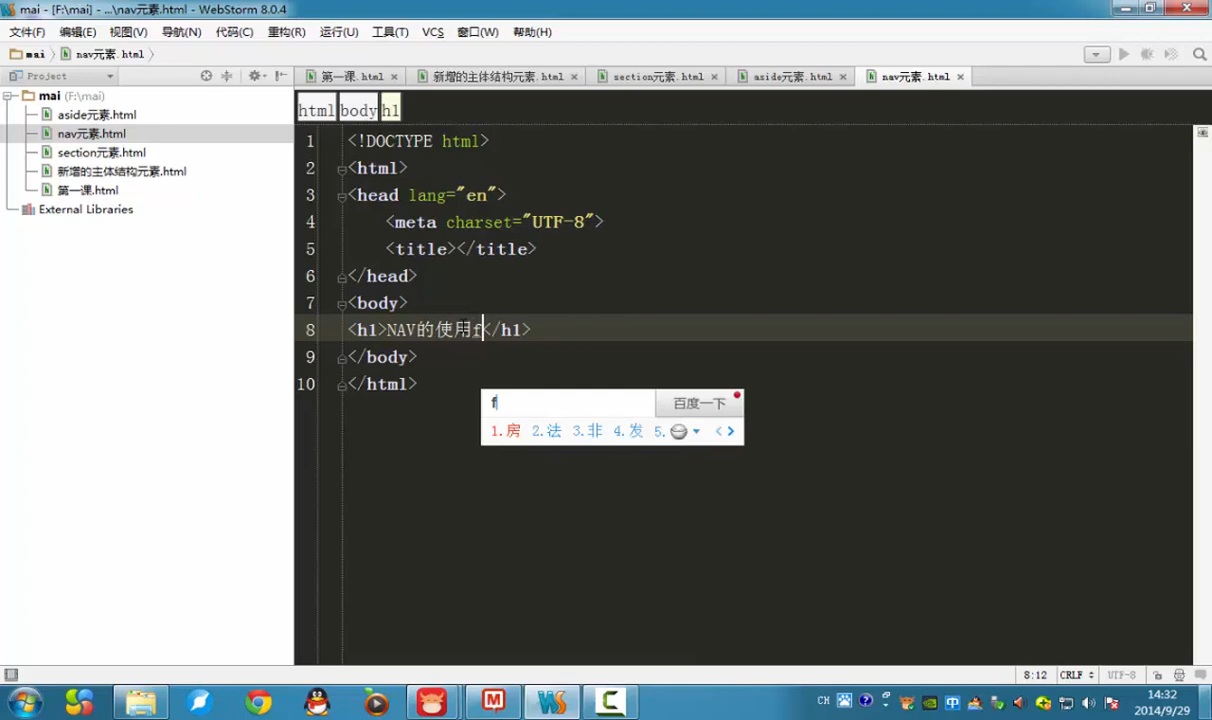 mai - [F:\mai] - ...\nav元素.html - WebStorm 8.0.4
文件(F) 编辑(E) 视图(V) 导航(N) 代码(C) 重构(R) 运行(U) 工具(T) VCS 窗口(W) 帮助(H)
mai nav元素.html
Project 第一课.html 新增的主体结构元素.html section元素.html aside元素.html nav元素.html
mai (F:\mai)
aside元素.html
nav元素.html
section元素.html
新增的主体结构元素.html
第一课.html
External Libraries
html body h1
1 <!DOCTYPE html>
2 <html>
3 <head lang="en">
4 <meta charset="UTF-8">
5 <title></title>
6 </head>
7 <body>
8 <h1>NAV的使用f</h1>
9 </body>
10 </html>
f 百度一下
1.房 2.法 3.非 4.发 5.
8:12 CRLF UTF-8
CH 中 14:32
2014/9/29